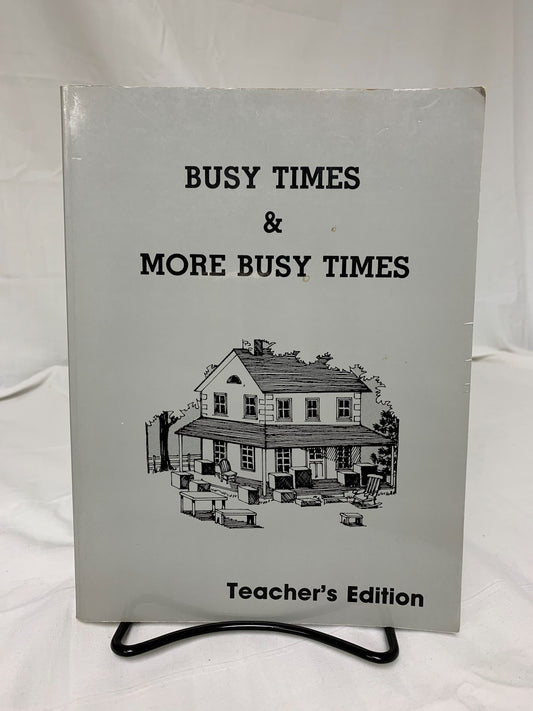 BUSY TIMES
&
MORE BUSY TIMES
Teacher's Edition